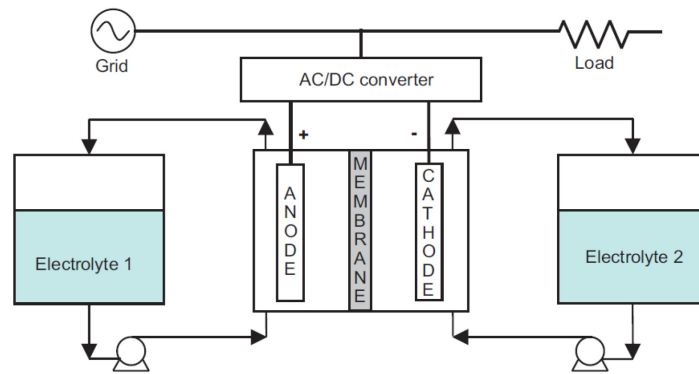 Grid
Load
AC/DC converter
+
-
ANODE
MEMBRANE
CATHODE
Electrolyte 1
Electrolyte 2